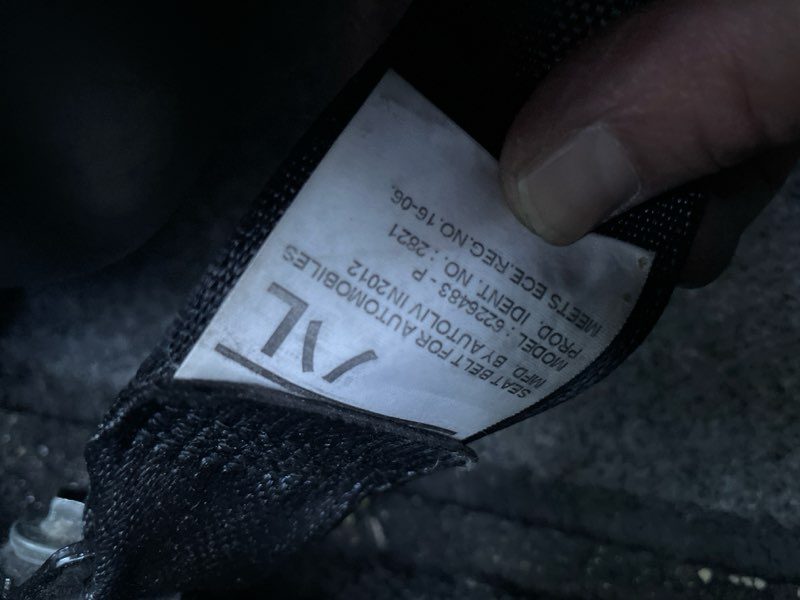 SEAT BELT FOR AUTOMOBILES
MFD. BY AUTOLIV IN 2012
MODEL : 6226483 - P
PROD. IDENT. NO. : 2821
MEETS ECE.REG.NO.16-06.